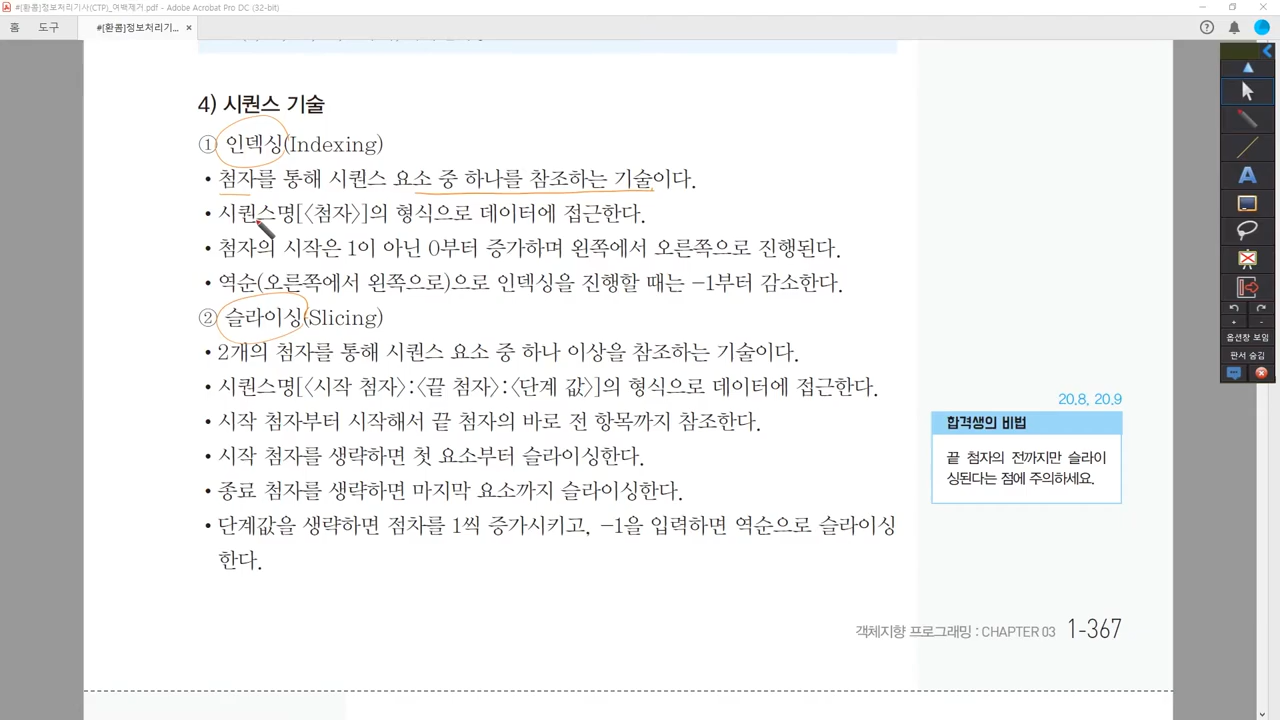 #[환콤]정보처리기사(CTP)_여백제거.pdf - Adobe Acrobat Pro DC (32-bit)
홈 도구 #[환콤]정보처리기... ×
4) 시퀀스 기술
① 인덱싱(Indexing)
• 첨자를 통해 시퀀스 요소 중 하나를 참조하는 기술이다.
• 시퀀스명[〈첨자〉]의 형식으로 데이터에 접근한다.
• 첨자의 시작은 1이 아닌 0부터 증가하며 왼쪽에서 오른쪽으로 진행된다.
• 역순(오른쪽에서 왼쪽으로)으로 인덱싱을 진행할 때는 -1부터 감소한다.
② 슬라이싱(Slicing)
• 2개의 첨자를 통해 시퀀스 요소 중 하나 이상을 참조하는 기술이다.
• 시퀀스명[〈시작 첨자〉:〈끝 첨자〉:〈단계 값〉]의 형식으로 데이터에 접근한다.
• 시작 첨자부터 시작해서 끝 첨자의 바로 전 항목까지 참조한다.
• 시작 첨자를 생략하면 첫 요소부터 슬라이싱한다.
• 종료 첨자를 생략하면 마지막 요소까지 슬라이싱한다.
• 단계값을 생략하면 점차를 1씩 증가시키고, -1을 입력하면 역순으로 슬라이싱
한다.
20.8, 20.9
합격생의 비법
끝 첨자의 전까지만 슬라이
싱된다는 점에 주의하세요.
객체지향 프로그래밍 : CHAPTER 03 1-367
A
+ -
옵션창 보임
판서 숨김